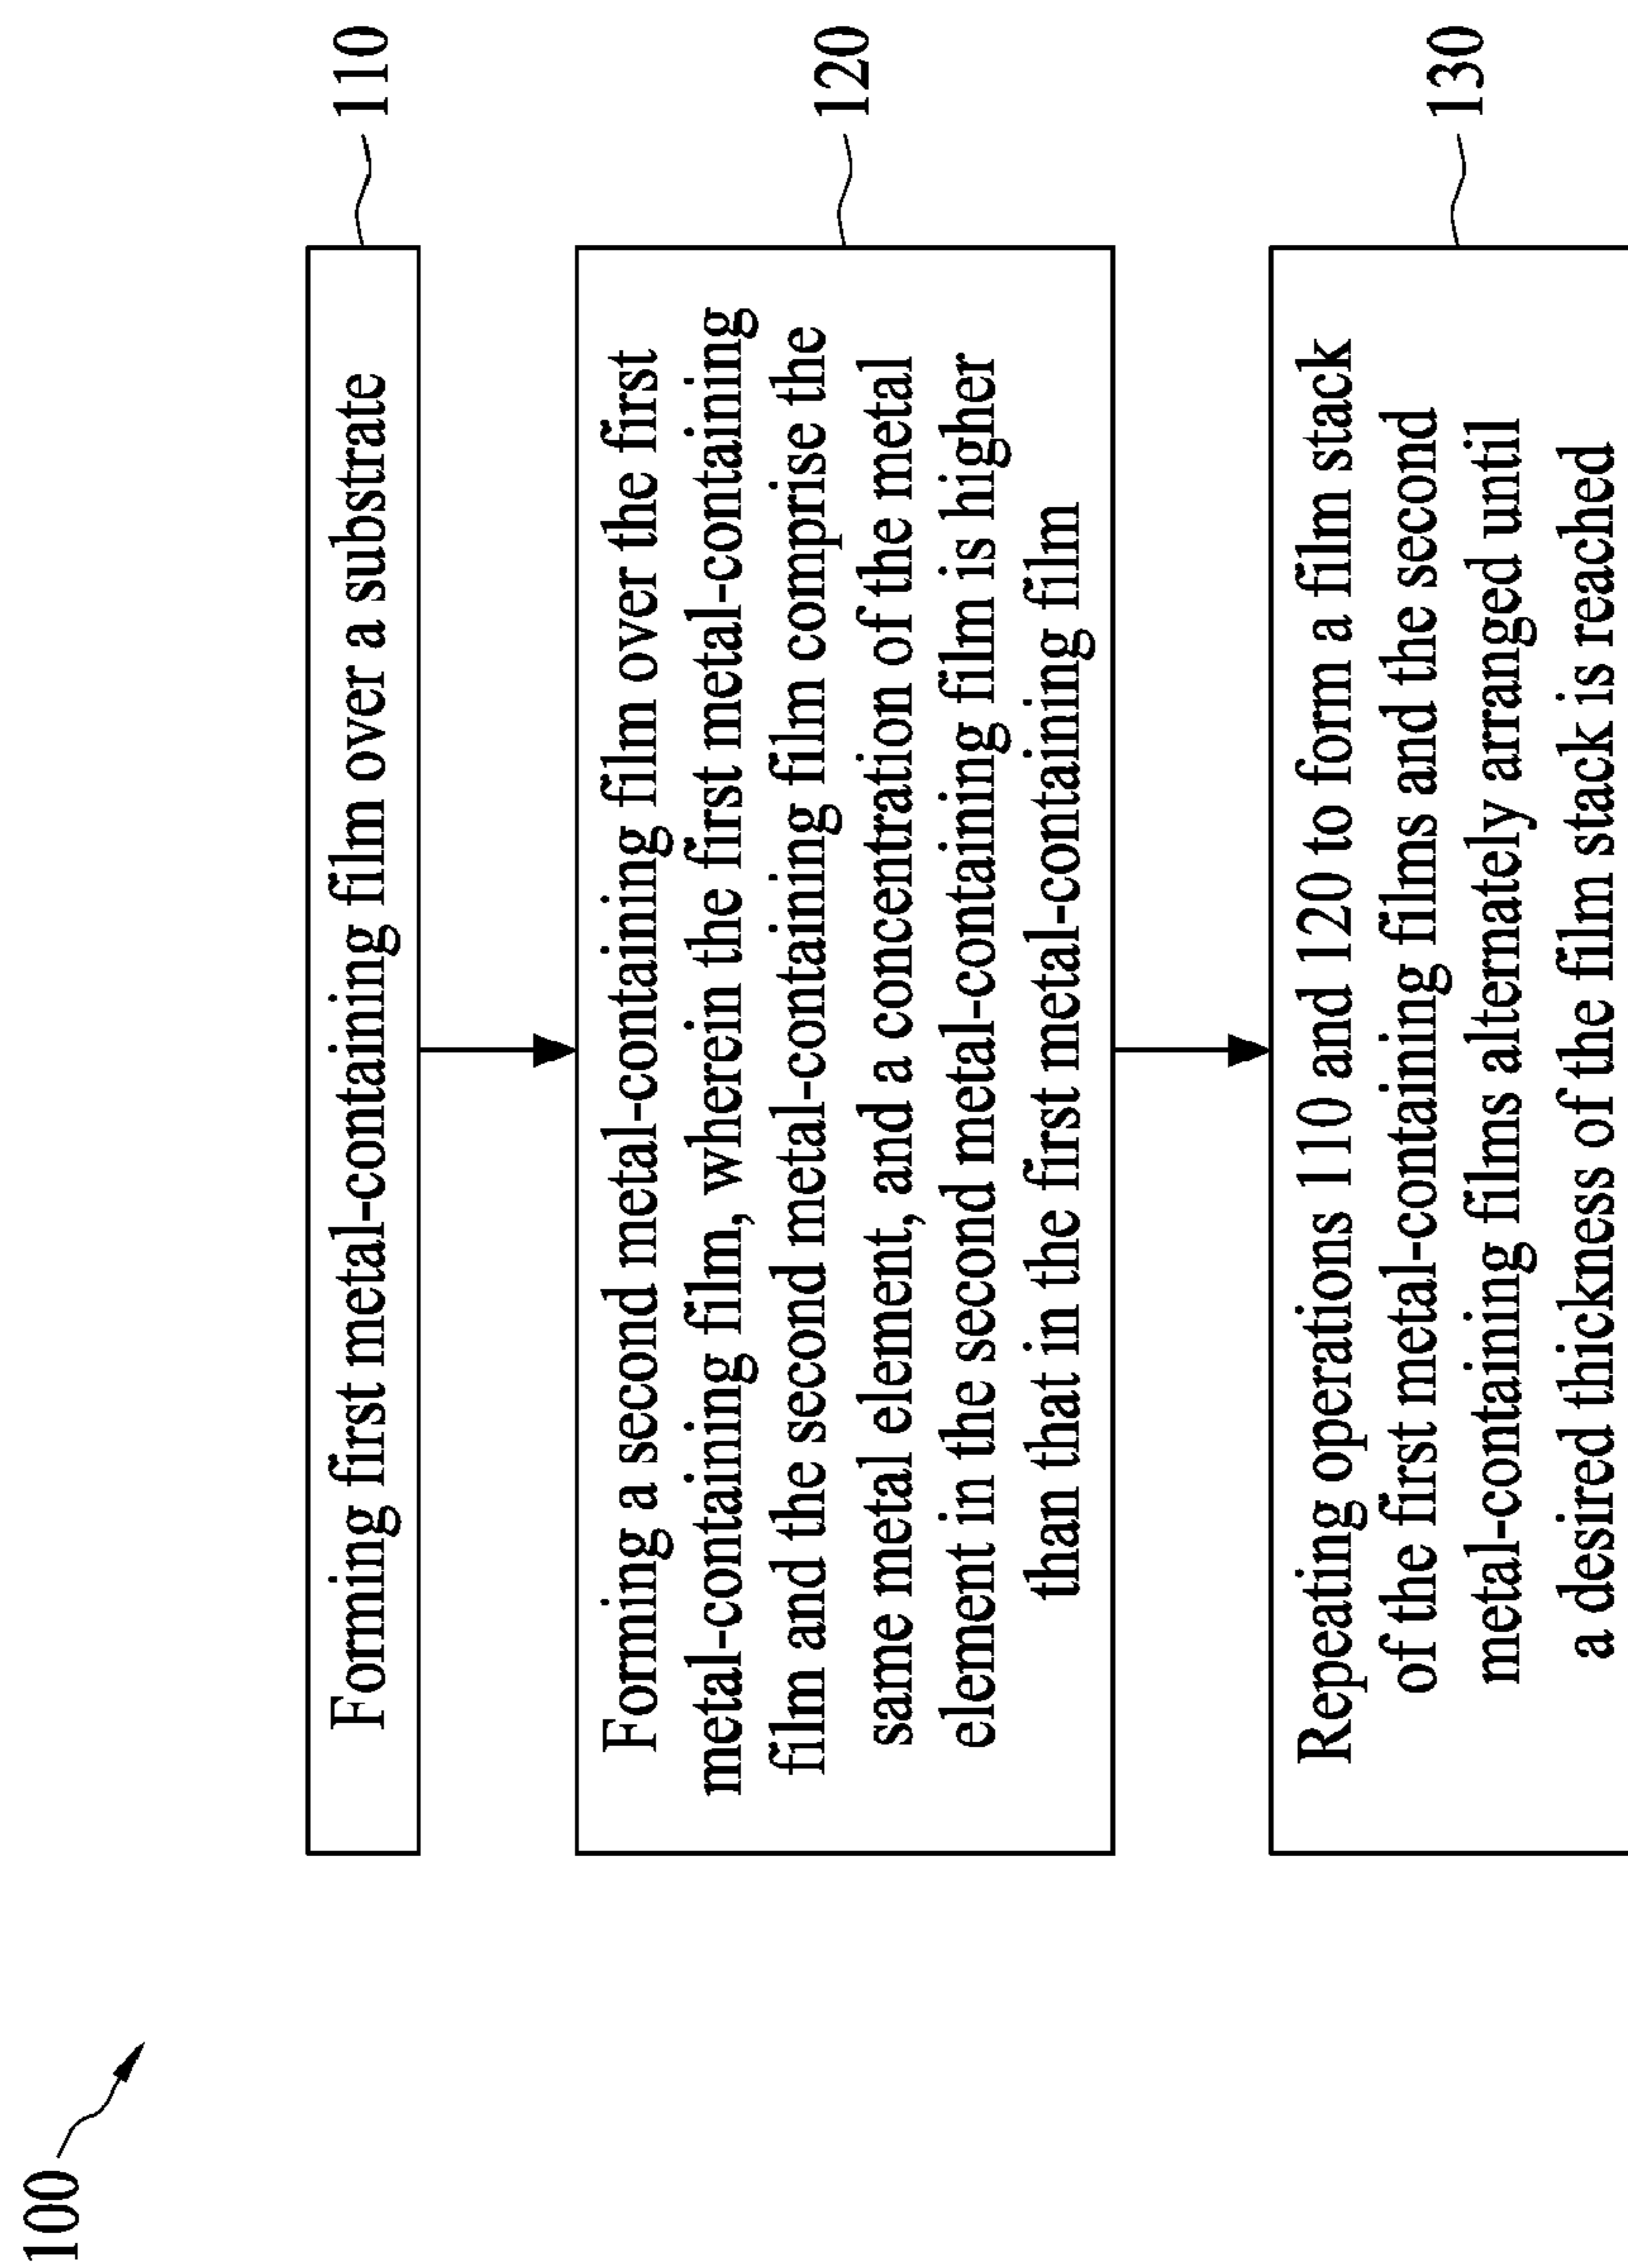 100
Forming first metal-containing film over a substrate
110
Forming a second metal-containing film over the first
metal-containing film, wherein the first metal-containing
film and the second metal-containing film comprise the
same metal element, and a concentration of the metal
element in the second metal-containing film is higher
than that in the first metal-containing film
120
Repeating operations 110 and 120 to form a film stack
of the first metal-containing films and the second
metal-containing films alternately arranged until
a desired thickness of the film stack is reached
130